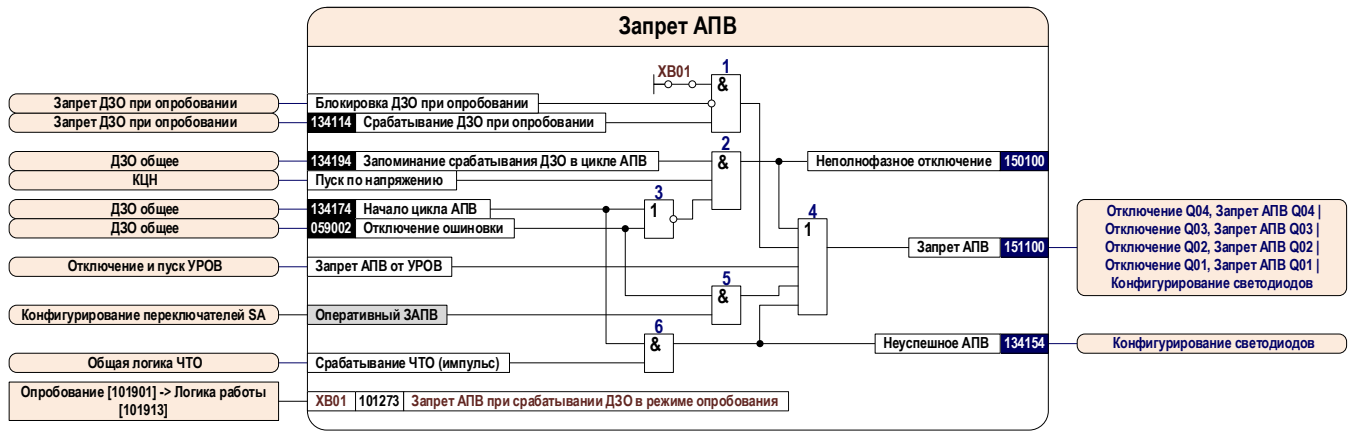 Запрет АПВ
XB01
1
&
Запрет ДЗО при опробовании
Блокировка ДЗО при опробовании
Запрет ДЗО при опробовании
134114 Срабатывание ДЗО при опробовании
2
&
ДЗО общее
134194 Запоминание срабатывания ДЗО в цикле АПВ
Неполнофазное отключение 150100
КЦН
Пуск по напряжению
3
1
ДЗО общее
134174 Начало цикла АПВ
ДЗО общее
059002 Отключение ошиновки
4
1
Запрет АПВ 151100
Отключение Q04, Запрет АПВ Q04 |
Отключение Q03, Запрет АПВ Q03 |
Отключение Q02, Запрет АПВ Q02 |
Отключение Q01, Запрет АПВ Q01 |
Конфигурирование светодиодов
Отключение и пуск УРОВ
Запрет АПВ от УРОВ
5
&
Конфигурирование переключателей SA
Оперативный ЗАПВ
6
&
Неуспешное АПВ 134154
Конфигурирование светодиодов
Общая логика ЧТО
Срабатывание ЧТО (импульс)
Опробование [101901] -> Логика работы
[101913]
XB01 101273 Запрет АПВ при срабатывании ДЗО в режиме опробования